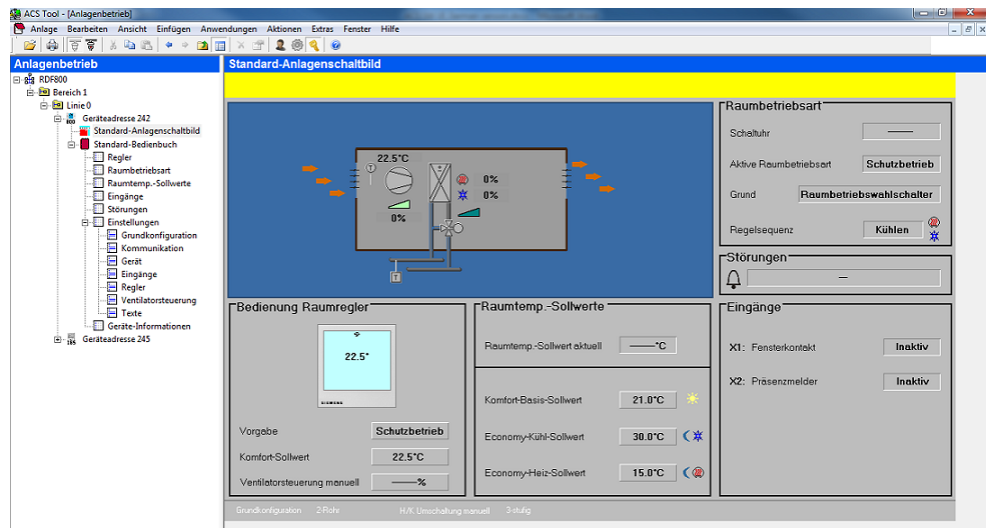 ACS Tool - [Anlagenbetrieb]
Anlage Bearbeiten Ansicht Einfügen Anwendungen Aktionen Extras Fenster Hilfe
Anlagenbetrieb
RDF800
Bereich 1
Linie 0
Geräteadresse 242
Standard-Anlagenschaltbild
Standard-Bedienbuch
Regler
Raumbetriebsart
Raumtemp.-Sollwerte
Eingänge
Störungen
Einstellungen
Grundkonfiguration
Kommunikation
Gerät
Eingänge
Regler
Ventilatorsteuerung
Texte
Geräte-Informationen
Geräteadresse 245
Standard-Anlagenschaltbild
22.5°C
T
0%
0%
0%
T
Raumbetriebsart
Schaltuhr ——
Aktive Raumbetriebsart Schutzbetrieb
Grund Raumbetriebswahlschalter
Regelsequenz Kühlen
Störungen
—
Bedienung Raumregler
22.5°
SIEMENS
Vorgabe Schutzbetrieb
Komfort-Sollwert 22.5°C
Ventilatorsteuerung manuell ——%
Raumtemp.-Sollwerte
Raumtemp.-Sollwert aktuell ——°C
Komfort-Basis-Sollwert 21.0°C
Economy-Kühl-Sollwert 30.0°C
Economy-Heiz-Sollwert 15.0°C
Eingänge
X1: Fensterkontakt Inaktiv
X2: Präsenzmelder Inaktiv
Grundkonfiguration 2-Rohr H/K Umschaltung manuell 3-stufig